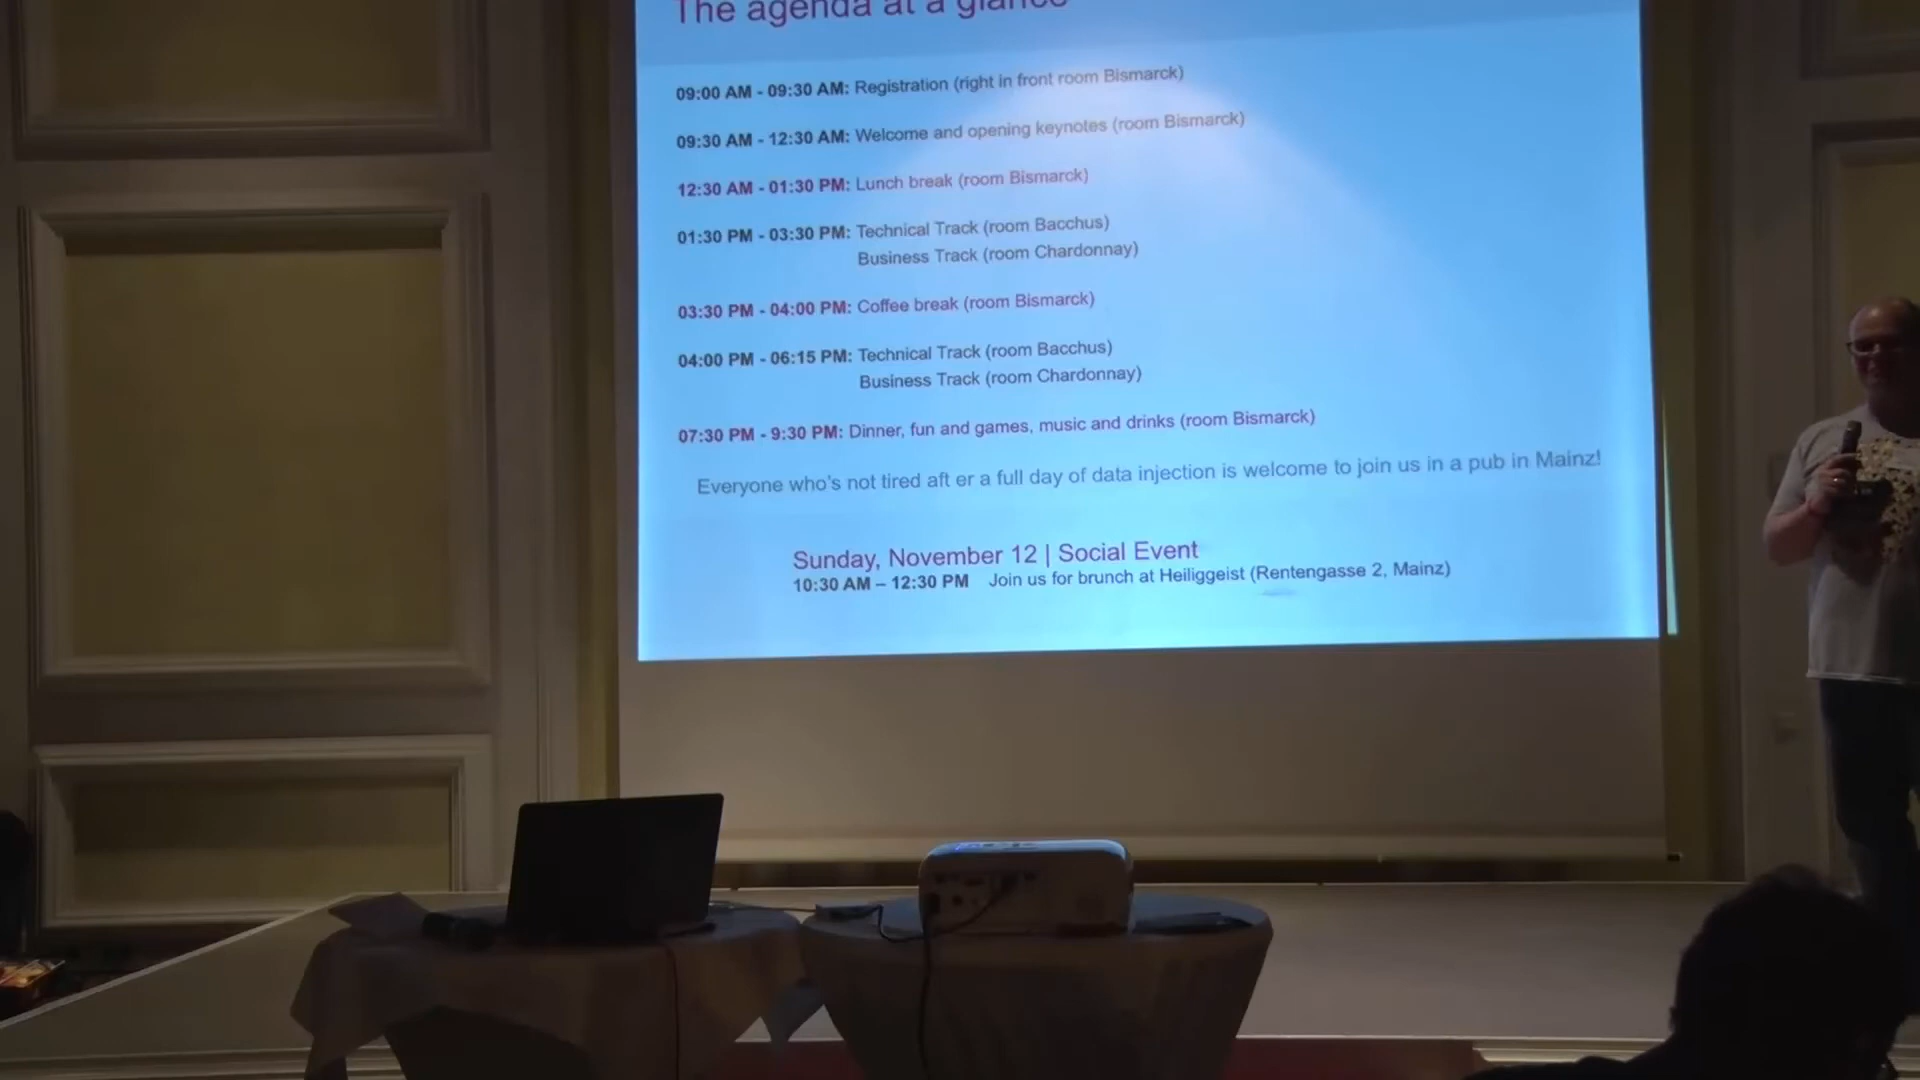 The agenda at a glance
09:00 AM - 09:30 AM: Registration (right in front room Bismarck)
09:30 AM - 12:30 AM: Welcome and opening keynotes (room Bismarck)
12:30 AM - 01:30 PM: Lunch break (room Bismarck)
01:30 PM - 03:30 PM: Technical Track (room Bacchus)
Business Track (room Chardonnay)
03:30 PM - 04:00 PM: Coffee break (room Bismarck)
04:00 PM - 06:15 PM: Technical Track (room Bacchus)
Business Track (room Chardonnay)
07:30 PM - 9:30 PM: Dinner, fun and games, music and drinks (room Bismarck)
Everyone who's not tired aft er a full day of data injection is welcome to join us in a pub in Mainz!
Sunday, November 12 | Social Event
10:30 AM – 12:30 PM Join us for brunch at Heiliggeist (Rentengasse 2, Mainz)